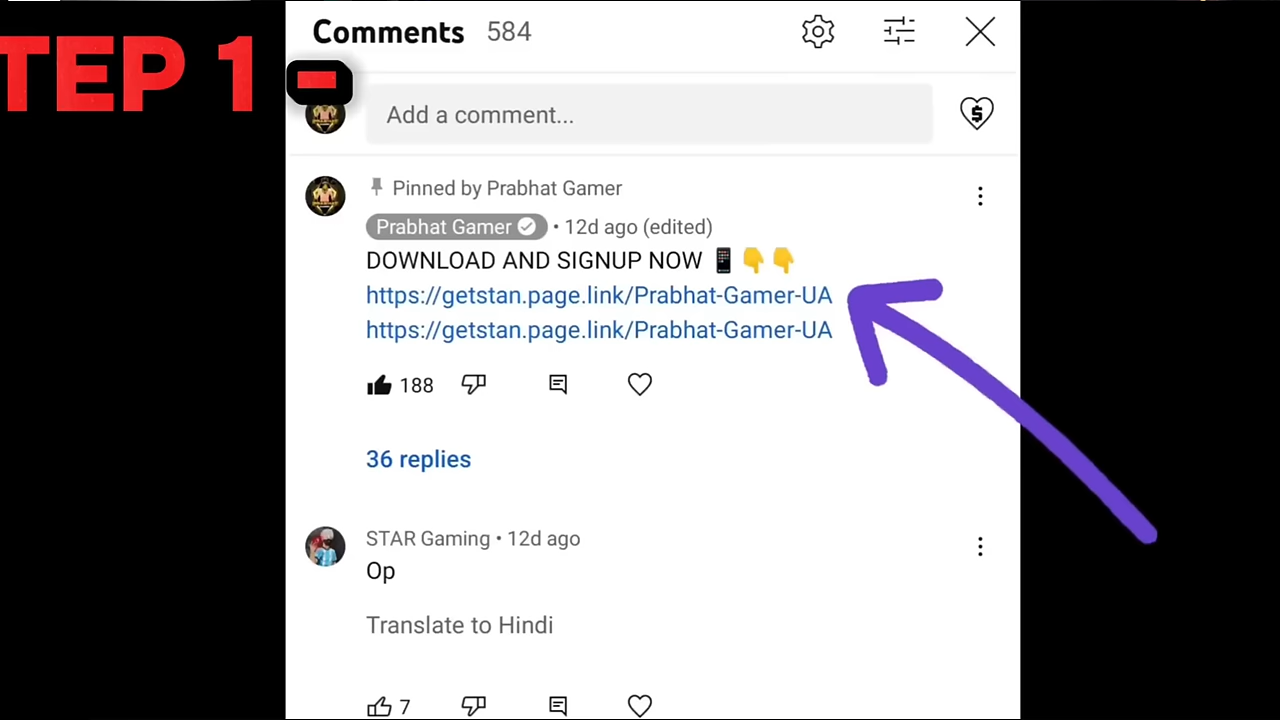 TEP 1 -
Comments 584
Add a comment...
Pinned by Prabhat Gamer
Prabhat Gamer • 12d ago (edited)
DOWNLOAD AND SIGNUP NOW 📱👇👇
https://getstan.page.link/Prabhat-Gamer-UA
https://getstan.page.link/Prabhat-Gamer-UA
188
36 replies
STAR Gaming • 12d ago
Op
Translate to Hindi
7